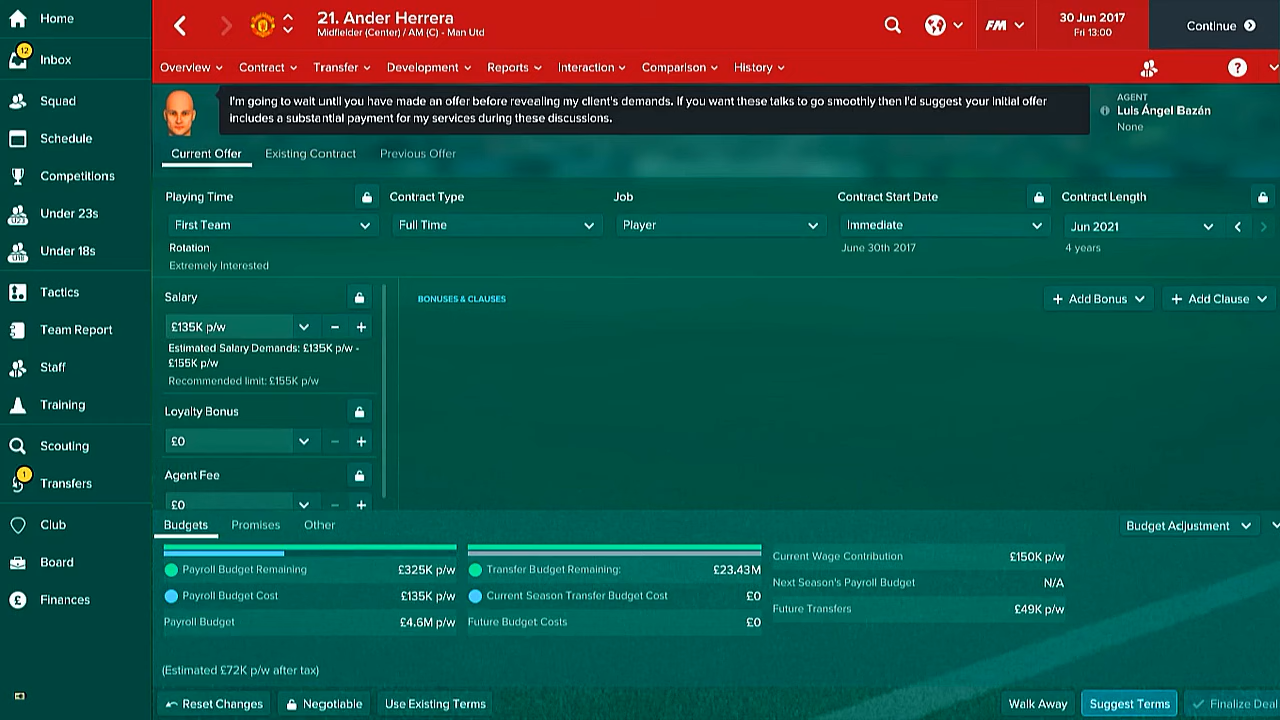 Home
12
Inbox
Squad
Schedule
Competitions
Under 23s
Under 18s
Tactics
Team Report
Staff
Training
Scouting
1
Transfers
Club
Board
Finances
21. Ander Herrera
Midfielder (Center) / AM (C) - Man Utd
FM
30 Jun 2017
Fri 13:00
Continue
Overview
Contract
Transfer
Development
Reports
Interaction
Comparison
History
?
I'm going to wait until you have made an offer before revealing my client's demands. If you want these talks to go smoothly then I'd suggest your initial offer
includes a substantial payment for my services during these discussions.
AGENT
Luis Ángel Bazán
None
Current Offer
Existing Contract
Previous Offer
Playing Time
Contract Type
Job
Contract Start Date
Contract Length
First Team
Full Time
Player
Immediate
Jun 2021
Rotation
Extremely Interested
June 30th 2017
4 years
Salary
£135K p/w
Estimated Salary Demands: £135K p/w -
£155K p/w
Recommended limit: £155K p/w
Loyalty Bonus
£0
Agent Fee
£0
BONUSES & CLAUSES
Add Bonus
Add Clause
Budgets
Promises
Other
Budget Adjustment
Payroll Budget Remaining £325K p/w
Payroll Budget Cost £135K p/w
Payroll Budget £4.6M p/w
Transfer Budget Remaining: £23.43M
Current Season Transfer Budget Cost £0
Future Budget Costs £0
Current Wage Contribution £150K p/w
Next Season's Payroll Budget N/A
Future Transfers £49K p/w
(Estimated £72K p/w after tax)
Reset Changes
Negotiable
Use Existing Terms
Walk Away
Suggest Terms
Finalize Deal